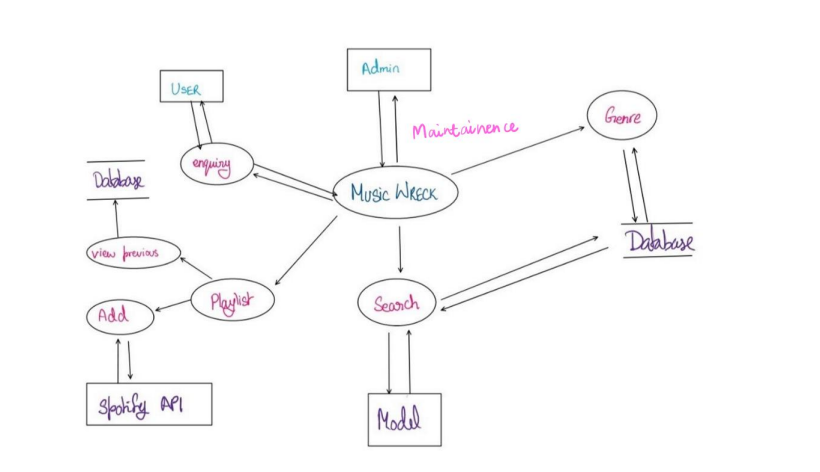 Admin
USER
Maintainence
Genre
enquiry
Database
MUSIC WRECK
Database
view previous
Playlist
Search
Add
Spotify API
Model